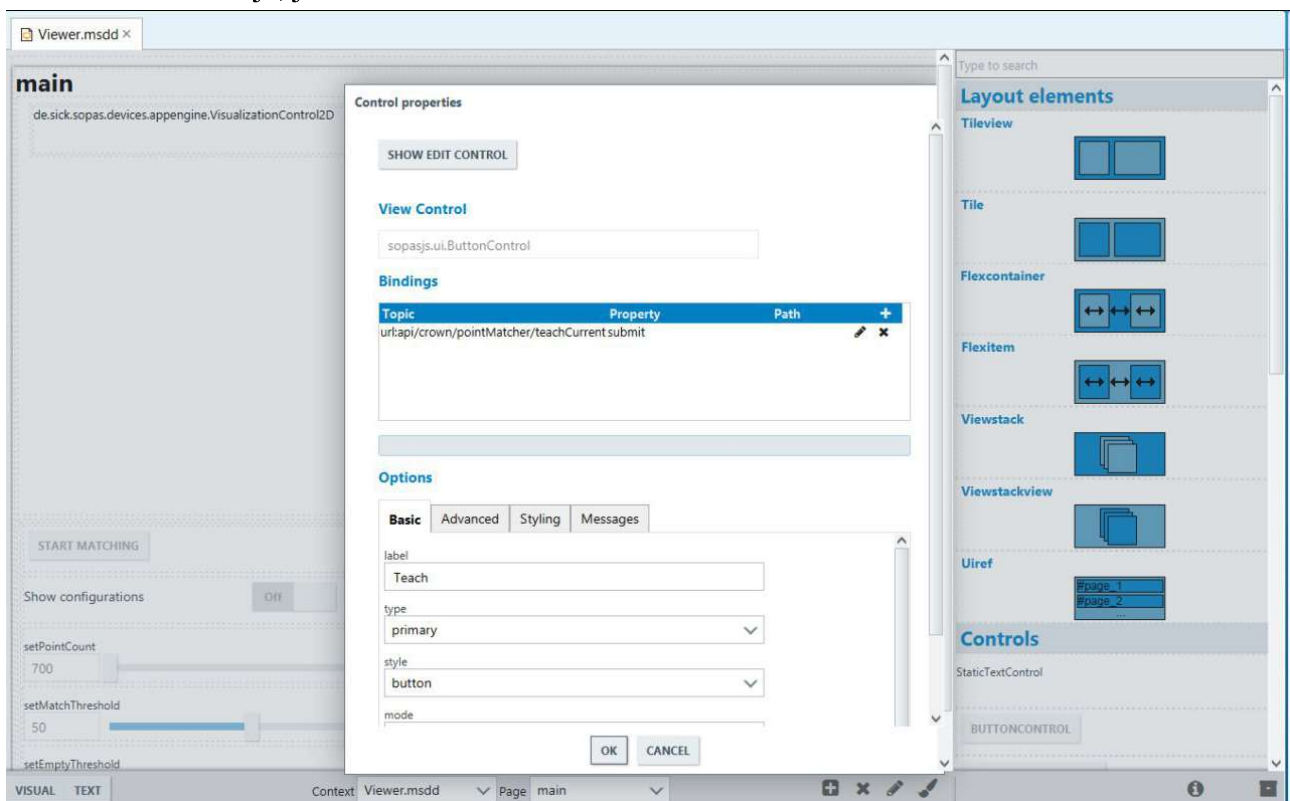 Viewer.msdd ×
main
de.sick.sopas.devices.appengine.VisualizationControl2D
START MATCHING
Show configurations Off
setPointCount
700
setMatchThreshold
50
setEmptyThreshold
Control properties
SHOW EDIT CONTROL
View Control
sopasjs.ui.ButtonControl
Bindings
Topic Property Path +
url:api/crown/pointMatcher/teachCurrent submit
Options
Basic Advanced Styling Messages
label
Teach
type
primary
style
button
mode
OK CANCEL
Type to search
Layout elements
Tileview
Tile
Flexcontainer
Flexitem
Viewstack
Viewstackview
Uiref
#page_1
#page_2
...
Controls
StaticTextControl
BUTTONCONTROL
VISUAL TEXT Context Viewer.msdd Page main